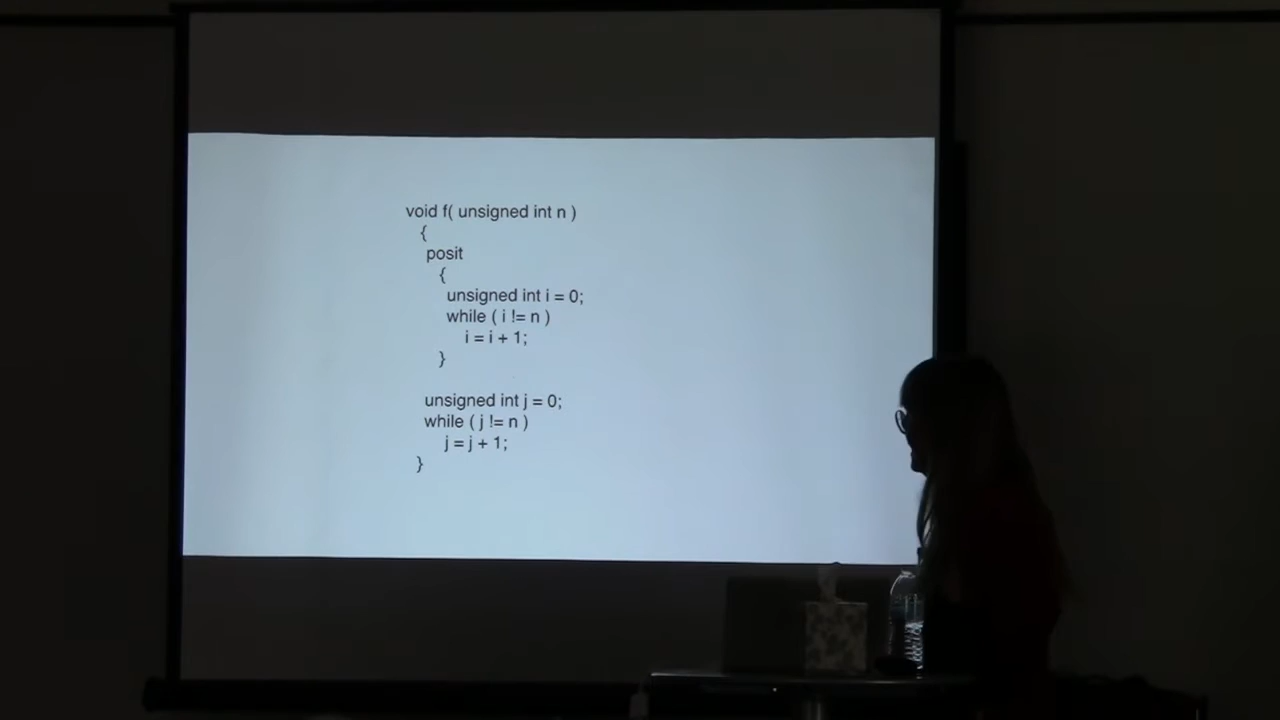 void f( unsigned int n )
{
posit
{
unsigned int i = 0;
while ( i != n )
i = i + 1;
}
unsigned int j = 0;
while ( j != n )
j = j + 1;
}